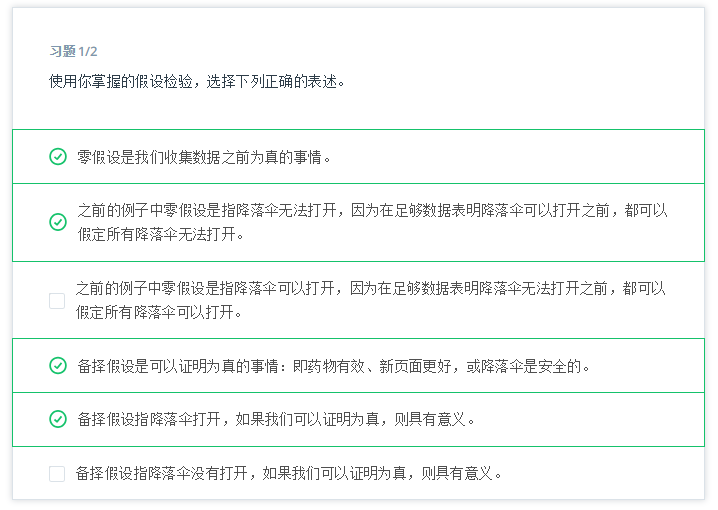 习题 1/2
使用你掌握的假设检验，选择下列正确的表述。
零假设是我们收集数据之前为真的事情。
之前的例子中零假设是指降落伞无法打开，因为在足够数据表明降落伞可以打开之前，都可以
假定所有降落伞无法打开。
之前的例子中零假设是指降落伞可以打开，因为在足够数据表明降落伞无法打开之前，都可以
假定所有降落伞可以打开。
备择假设是可以证明为真的事情：即药物有效、新页面更好，或降落伞是安全的。
备择假设指降落伞打开，如果我们可以证明为真，则具有意义。
备择假设指降落伞没有打开，如果我们可以证明为真，则具有意义。